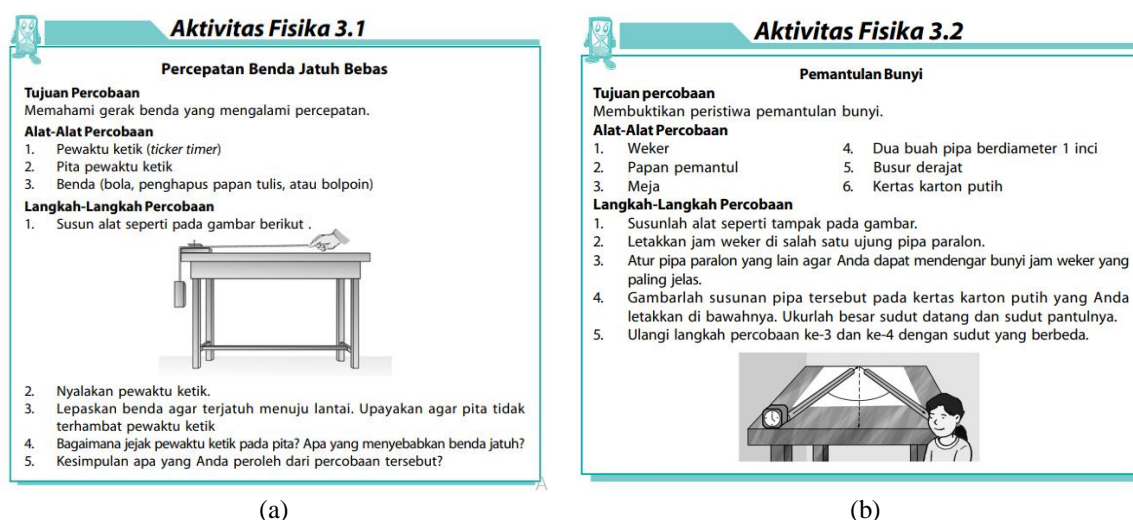 Aktivitas Fisika 3.1
Percepatan Benda Jatuh Bebas
Tujuan Percobaan
Memahami gerak benda yang mengalami percepatan.
Alat-Alat Percobaan
1. Pewaktu ketik (ticker timer)
2. Pita pewaktu ketik
3. Benda (bola, penghapus papan tulis, atau bolpoin)
Langkah-Langkah Percobaan
1. Susun alat seperti pada gambar berikut .
2. Nyalakan pewaktu ketik.
3. Lepaskan benda agar terjatuh menuju lantai. Upayakan agar pita tidak
terhambat pewaktu ketik
4. Bagaimana jejak pewaktu ketik pada pita? Apa yang menyebabkan benda jatuh?
5. Kesimpulan apa yang Anda peroleh dari percobaan tersebut?
A
(a)
Aktivitas Fisika 3.2
Pemantulan Bunyi
Tujuan percobaan
Membuktikan peristiwa pemantulan bunyi.
Alat-Alat Percobaan
1. Weker
2. Papan pemantul
3. Meja
4. Dua buah pipa berdiameter 1 inci
5. Busur derajat
6. Kertas karton putih
Langkah-Langkah Percobaan
1. Susunlah alat seperti tampak pada gambar.
2. Letakkan jam weker di salah satu ujung pipa paralon.
3. Atur pipa paralon yang lain agar Anda dapat mendengar bunyi jam weker yang
paling jelas.
4. Gambarlah susunan pipa tersebut pada kertas karton putih yang Anda
letakkan di bawahnya. Ukurlah besar sudut datang dan sudut pantulnya.
5. Ulangi langkah percobaan ke-3 dan ke-4 dengan sudut yang berbeda.
(b)